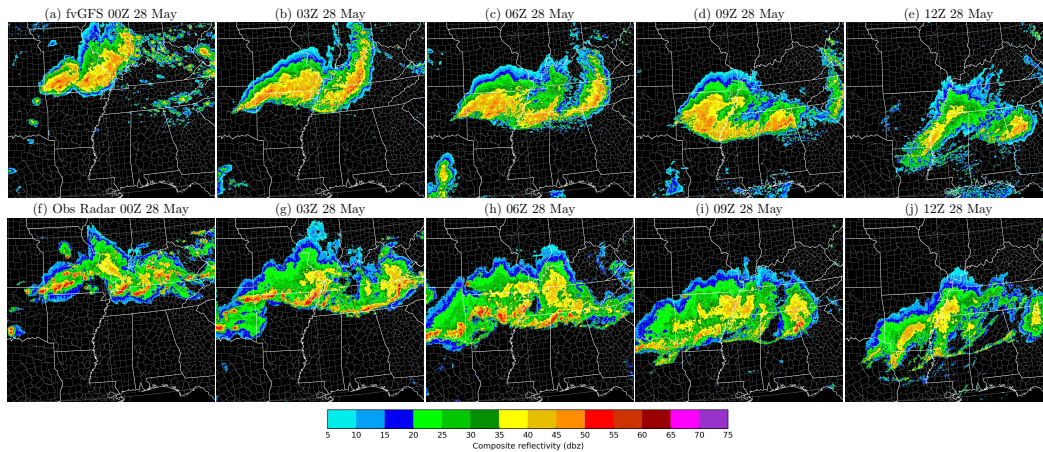 (a) fvGFS 00Z 28 May
(b) 03Z 28 May
(c) 06Z 28 May
(d) 09Z 28 May
(e) 12Z 28 May
(f) Obs Radar 00Z 28 May
(g) 03Z 28 May
(h) 06Z 28 May
(i) 09Z 28 May
(j) 12Z 28 May
5 10 15 20 25 30 35 40 45 50 55 60 65 70 75
Composite reflectivity (dbz)